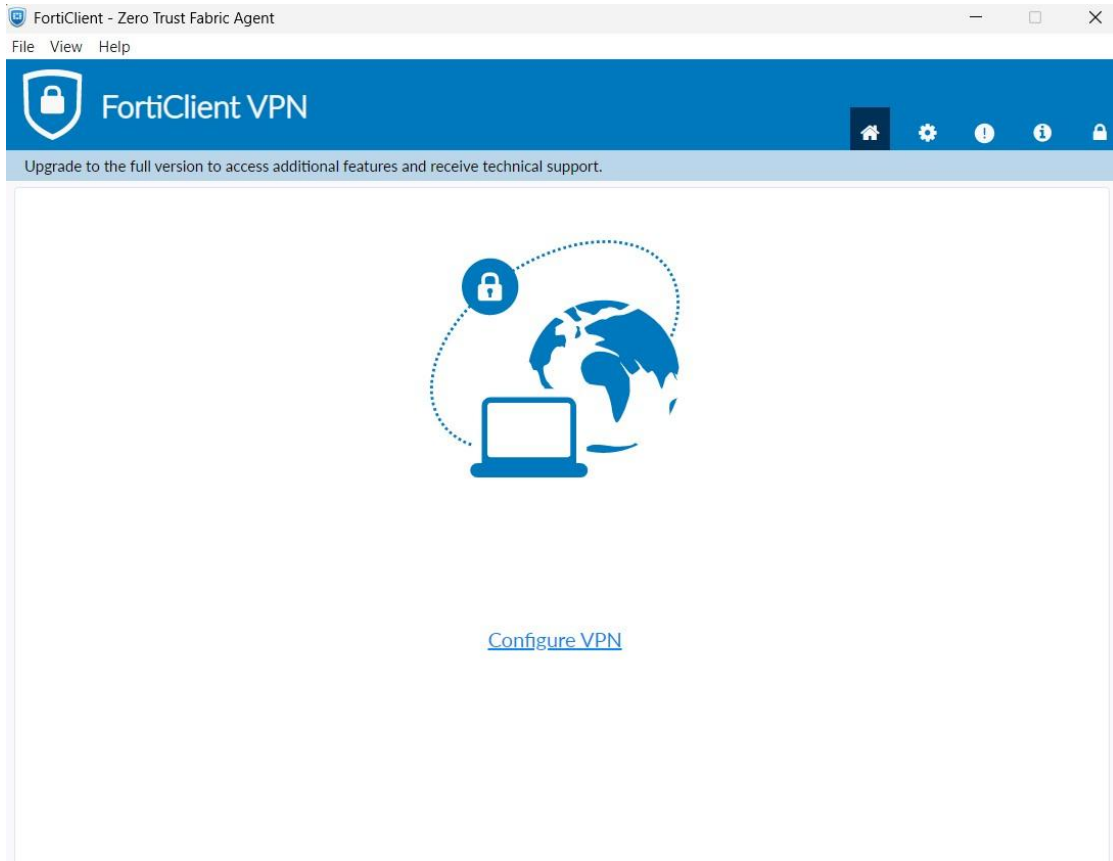 FortiClient - Zero Trust Fabric Agent
File View Help
FortiClient VPN
Upgrade to the full version to access additional features and receive technical support.
Configure VPN